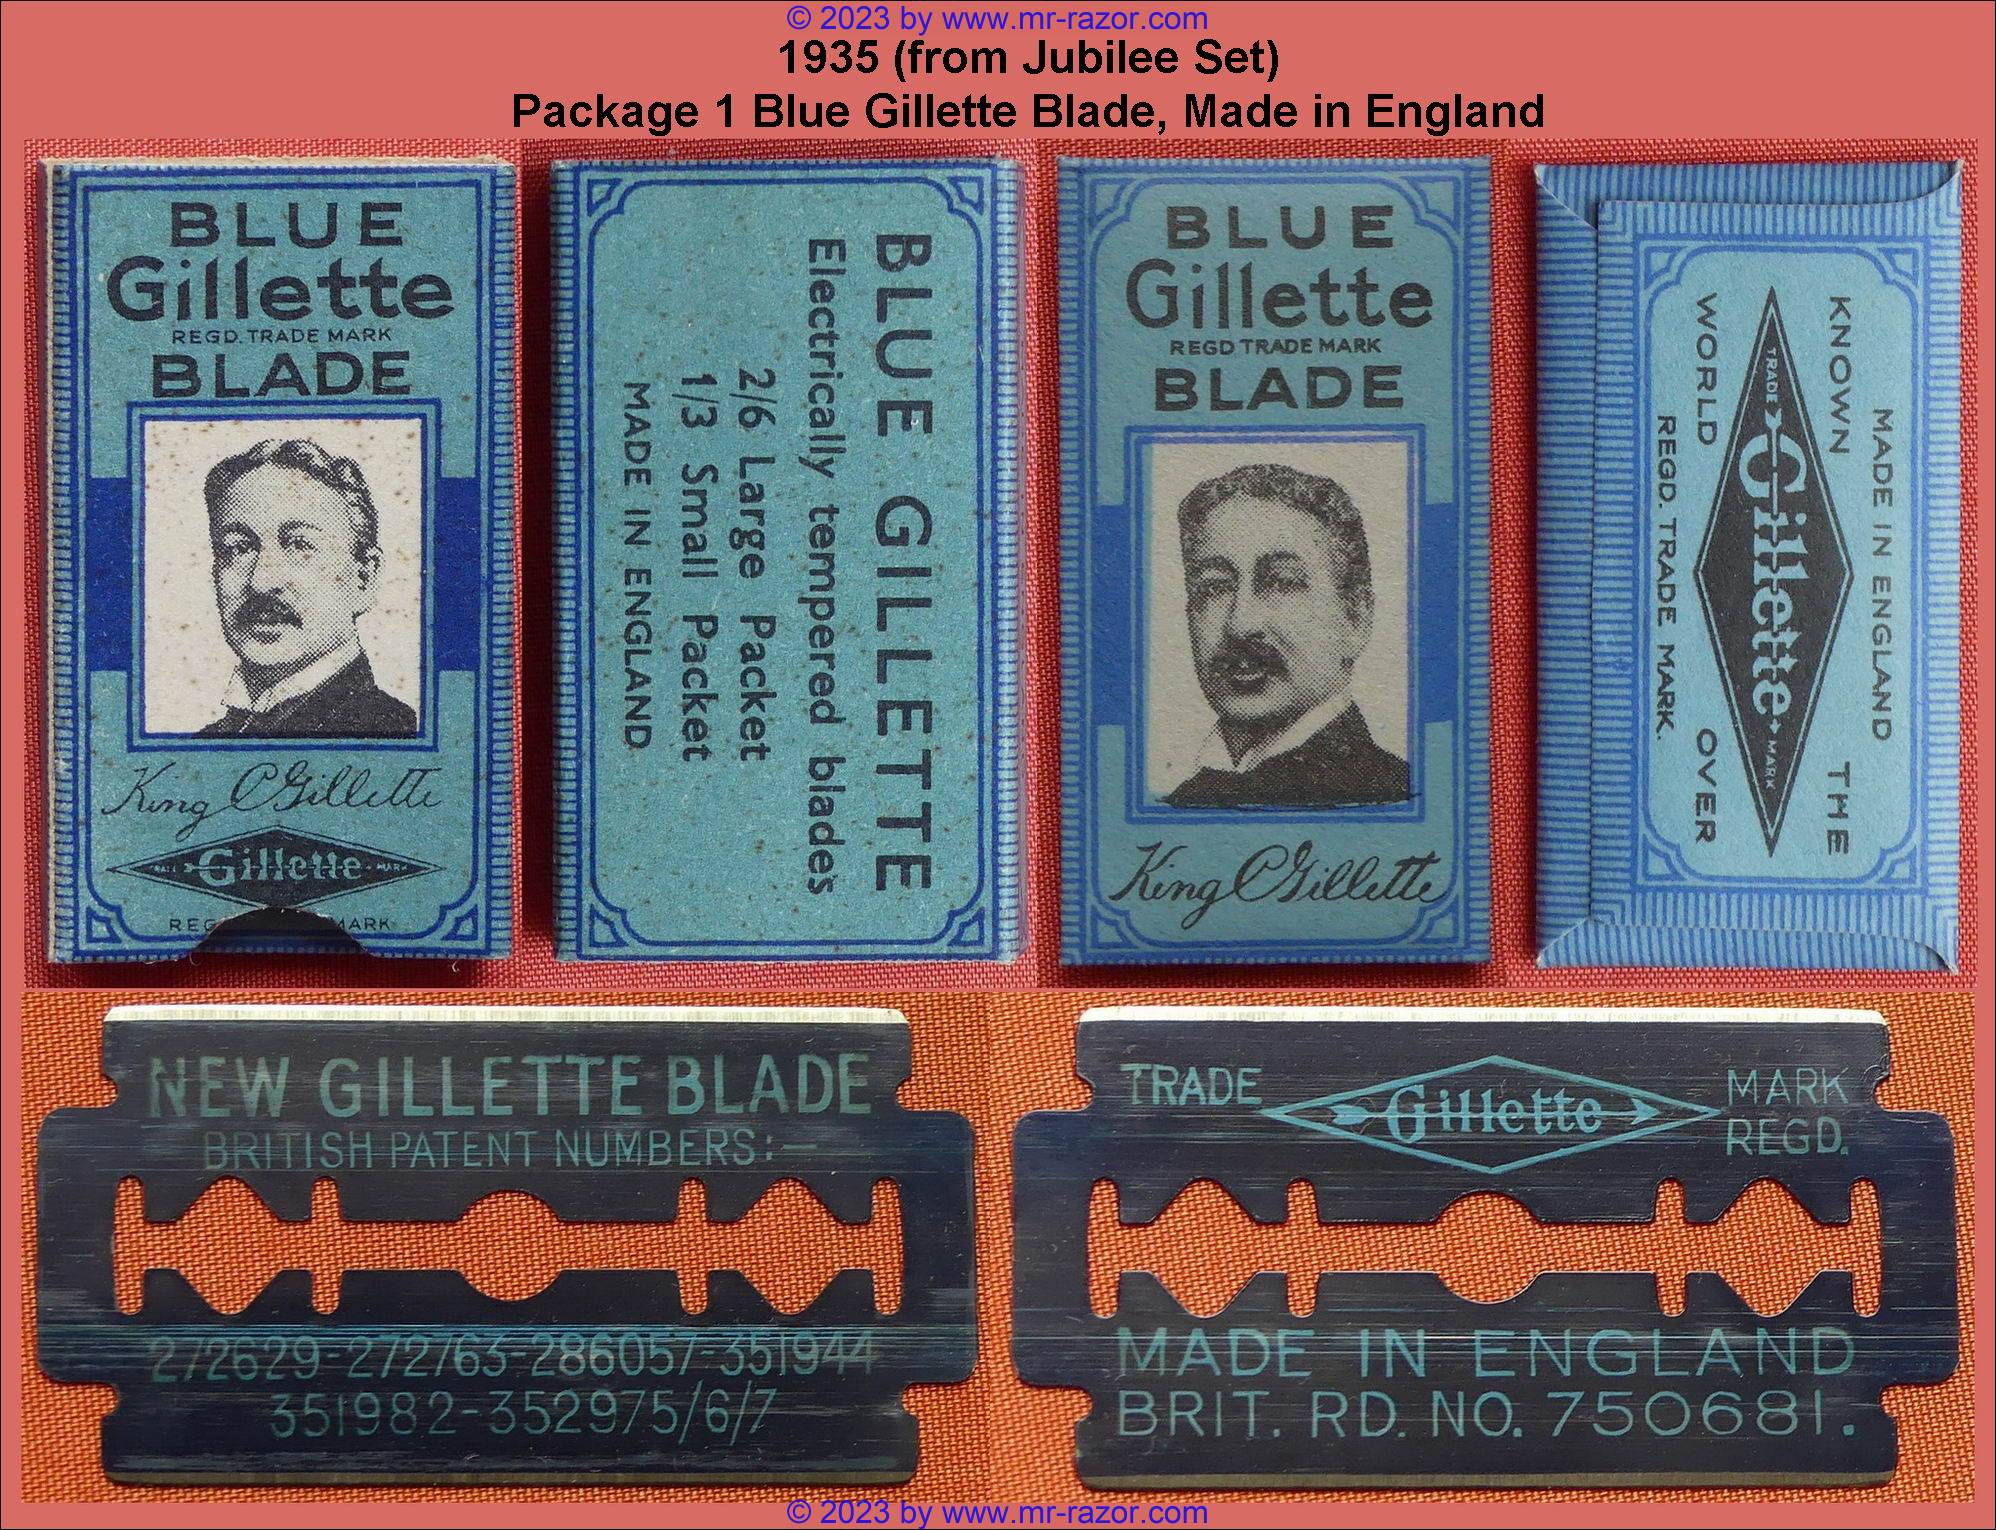 © 2023 by www.mr-razor.com
1935 (from Jubilee Set)
Package 1 Blue Gillette Blade, Made in England
BLUE
Gillette
REGD. TRADE MARK
BLADE
King C Gillette
TRADE Gillette MARK
REG MARK
BLUE GILLETTE
Electrically tempered blades
2/6 Large Packet
1/3 Small Packet
MADE IN ENGLAND
BLUE
Gillette
REGD TRADE MARK
BLADE
King C Gillette
MADE IN ENGLAND
KNOWN THE
TRADE Gillette MARK
WORLD OVER
REGD. TRADE MARK.
NEW GILLETTE BLADE
BRITISH PATENT NUMBERS:—
272629-272763-286057-351944
351982-352975/6/7
TRADE Gillette MARK
REGD.
MADE IN ENGLAND
BRIT. RD. NO. 750681.
© 2023 by www.mr-razor.com